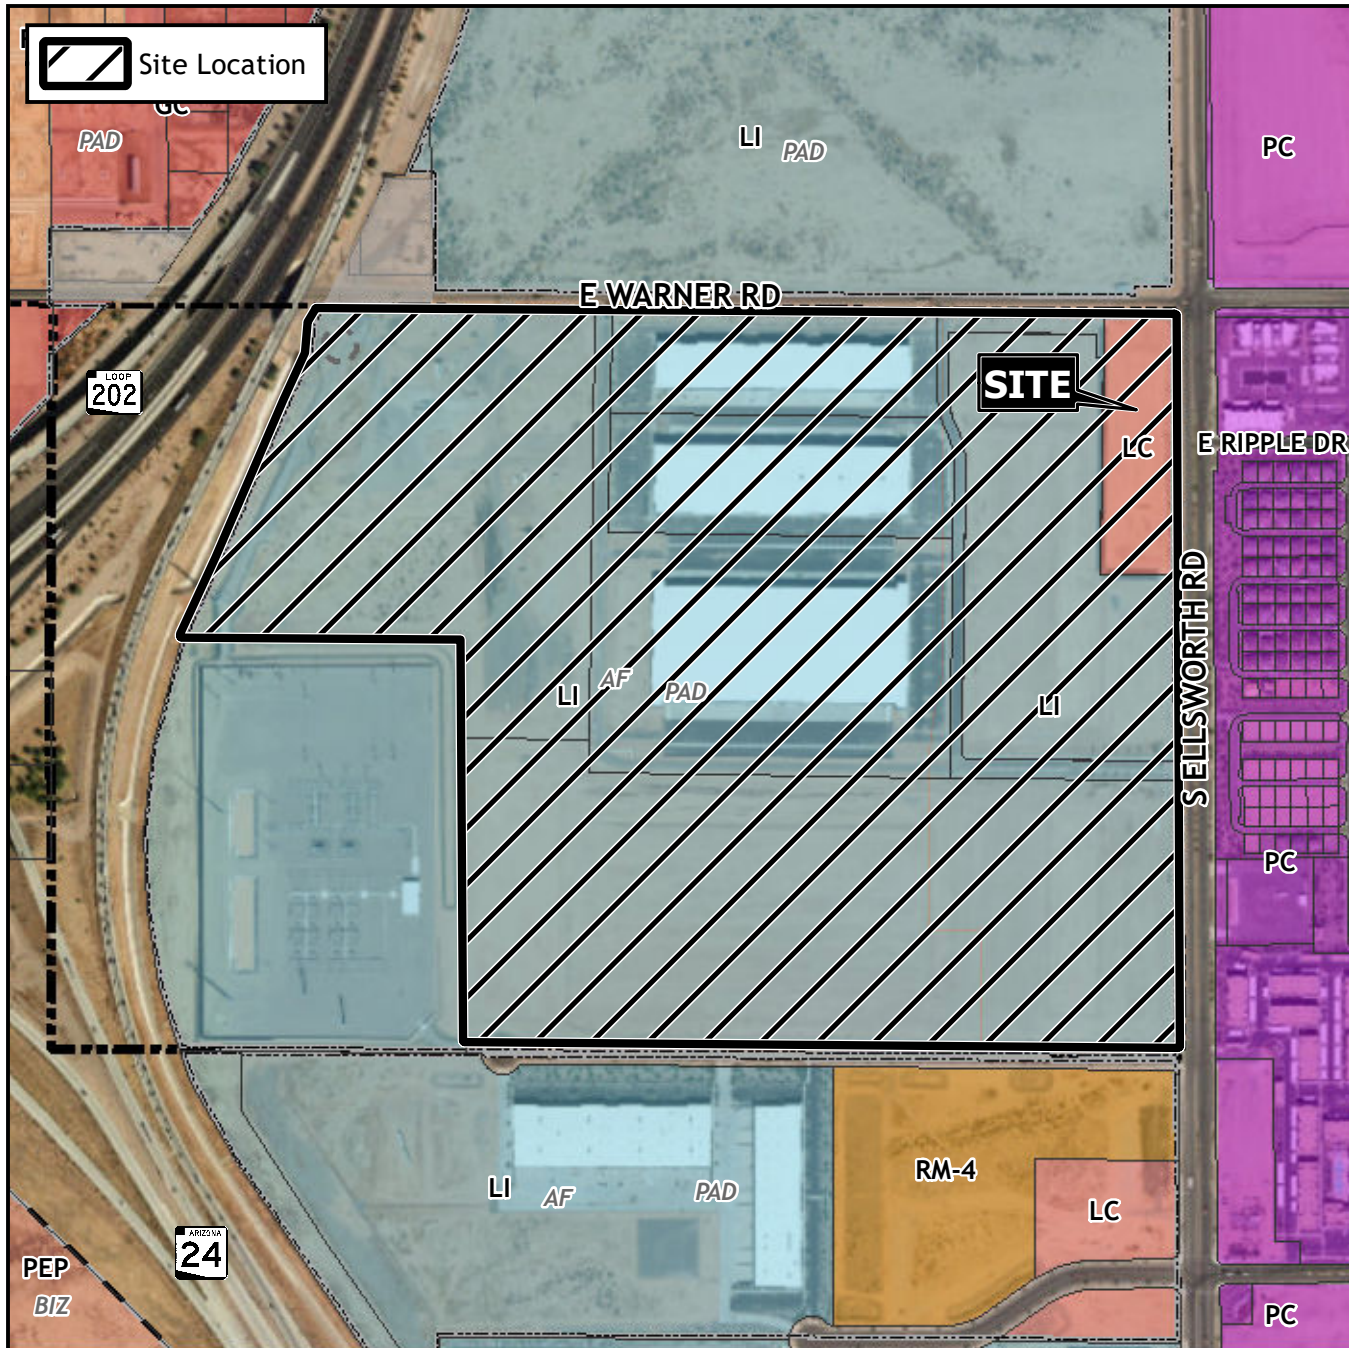 Site Location
GC
PAD
LI
PAD
PC
E WARNER RD
LOOP
202
SITE
LC
E RIPPLE DR
S ELLSWORTH RD
LI
AF
PAD
LI
PC
RM-4
LI
AF
PAD
LC
ARIZONA
24
PEP
BIZ
PC